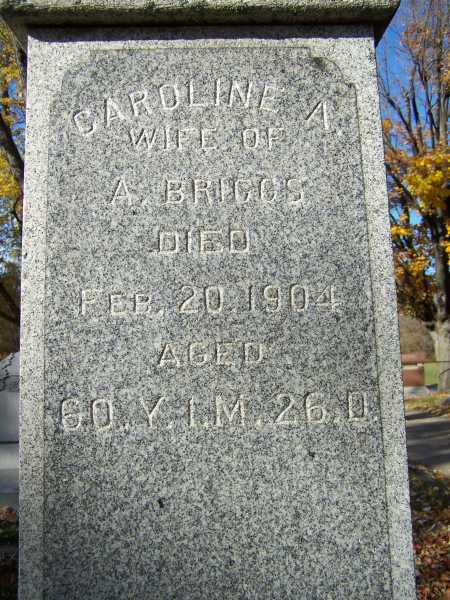 CAROLINE A.
WIFE OF
A. BRIGGS
DIED
FEB. 20. 1904
AGED
60. Y. 1. M. 26. D.